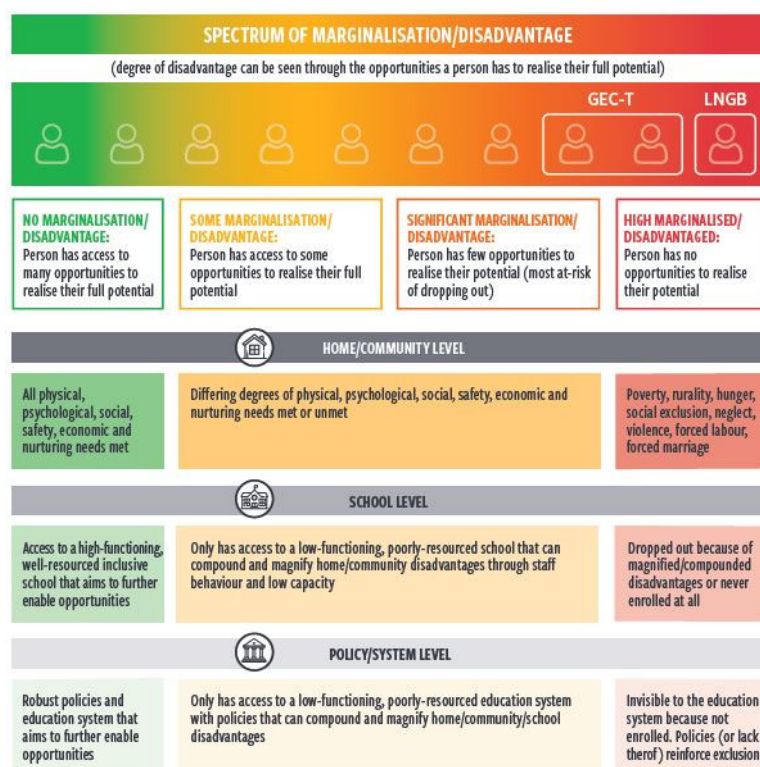 SPECTRUM OF MARGINALISATION/DISADVANTAGE
(degree of disadvantage can be seen through the opportunities a person has to realise their full potential)
GEC-T
LNGB
NO MARGINALISATION/
DISADVANTAGE:
Person has access to
many opportunities to
realise their full potential
SOME MARGINALISATION/
DISADVANTAGE:
Person has access to some
opportunities to realise their full
potential
SIGNIFICANT MARGINALISATION/
DISADVANTAGE:
Person has few opportunities to
realise their potential (most at-risk
of dropping out)
HIGH MARGINALISED/
DISADVANTAGED:
Person has no
opportunities to realise
their potential
HOME/COMMUNITY LEVEL
All physical,
psychological, social,
safety, economic and
nurturing needs met
Differing degrees of physical, psychological, social, safety, economic and
nurturing needs met or unmet
Poverty, rurality, hunger,
social exclusion, neglect,
violence, forced labour,
forced marriage
SCHOOL LEVEL
Access to a high-functioning,
well-resourced inclusive
school that aims to further
enable opportunities
Only has access to a low-functioning, poorly-resourced school that can
compound and magnify home/community disadvantages through staff
behaviour and low capacity
Dropped out because of
magnified/compounded
disadvantages or never
enrolled at all
POLICY/SYSTEM LEVEL
Robust policies and
education system that
aims to further enable
opportunities
Only has access to a low-functioning, poorly-resourced education system
with policies that can compound and magnify home/community/school
disadvantages
Invisible to the education
system because not
enrolled. Policies (or lack
therof) reinforce exclusion